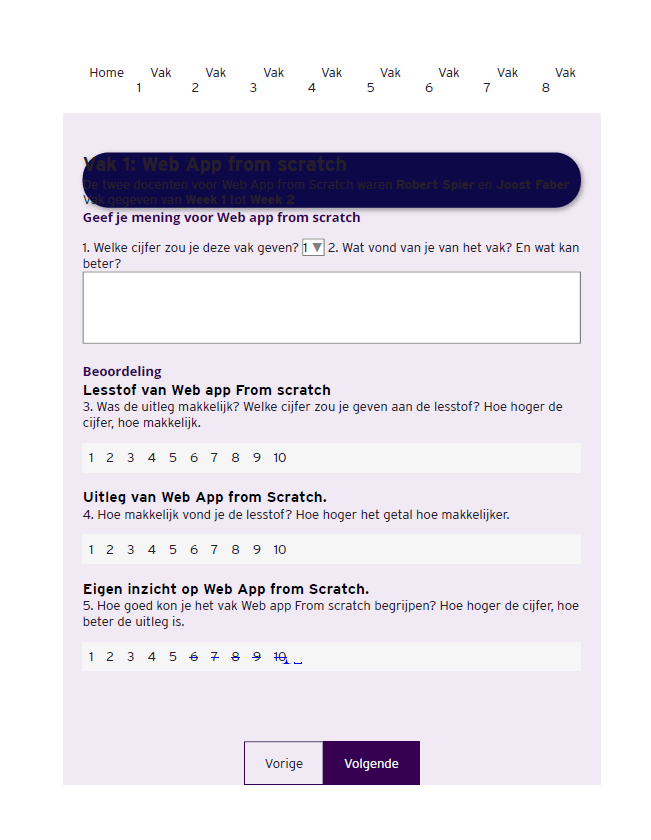 Home Vak Vak Vak Vak Vak Vak Vak Vak
1 2 3 4 5 6 7 8
Vak 1: Web App from scratch
De twee docenten voor Web App from Scratch waren Robert Spier en Joost Faber
Vak gegeven van Week 1 tot Week 2
Geef je mening voor Web app from scratch
1. Welke cijfer zou je deze vak geven? 1 ▼ 2. Wat vond van je van het vak? En wat kan
beter?
Beoordeling
Lesstof van Web app From scratch
3. Was de uitleg makkelijk? Welke cijfer zou je geven aan de lesstof? Hoe hoger de
cijfer, hoe makkelijk.
1 2 3 4 5 6 7 8 9 10
Uitleg van Web App from Scratch.
4. Hoe makkelijk vond je de lesstof? Hoe hoger het getal hoe makkelijker.
1 2 3 4 5 6 7 8 9 10
Eigen inzicht op Web App from Scratch.
5. Hoe goed kon je het vak Web app From scratch begrijpen? Hoe hoger de cijfer, hoe
beter de uitleg is.
1 2 3 4 5 6 7 8 9 10
Vorige Volgende